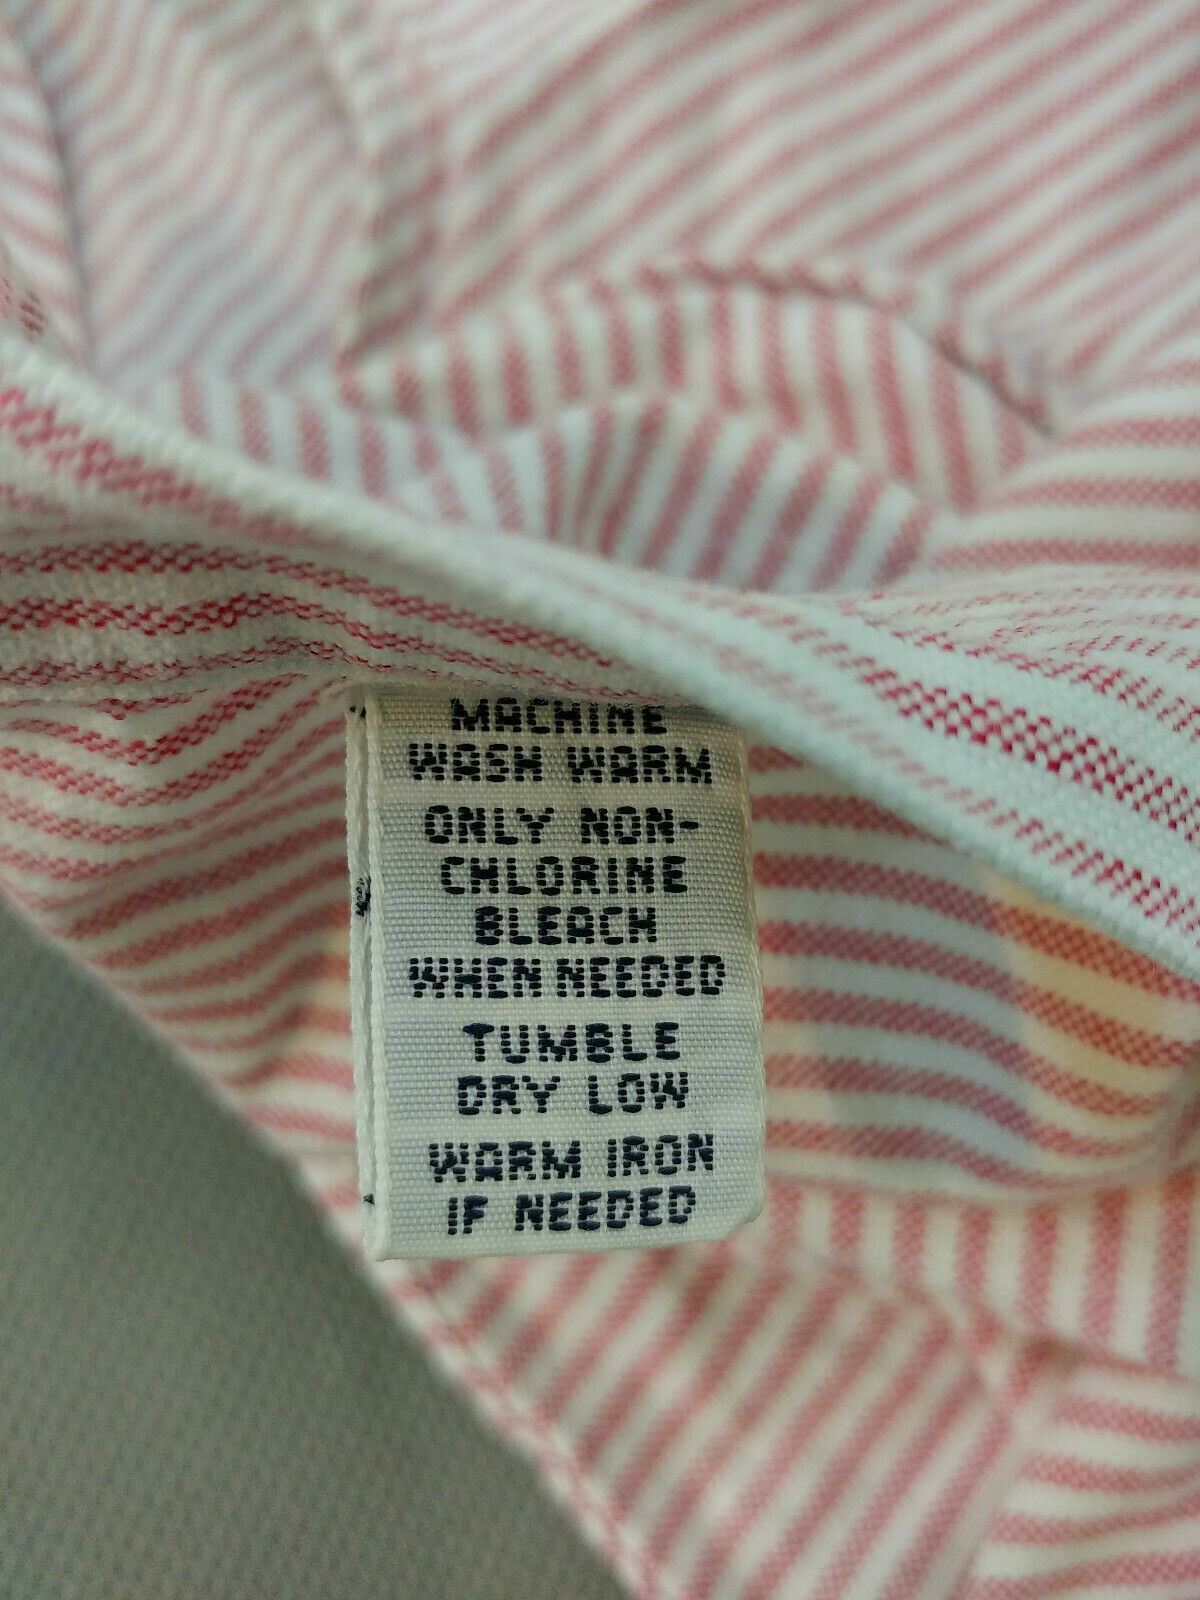 MACHINE
WASH WARM
ONLY NON-
CHLORINE
BLEACH
WHEN NEEDED
TUMBLE
DRY LOW
WARM IRON
IF NEEDED